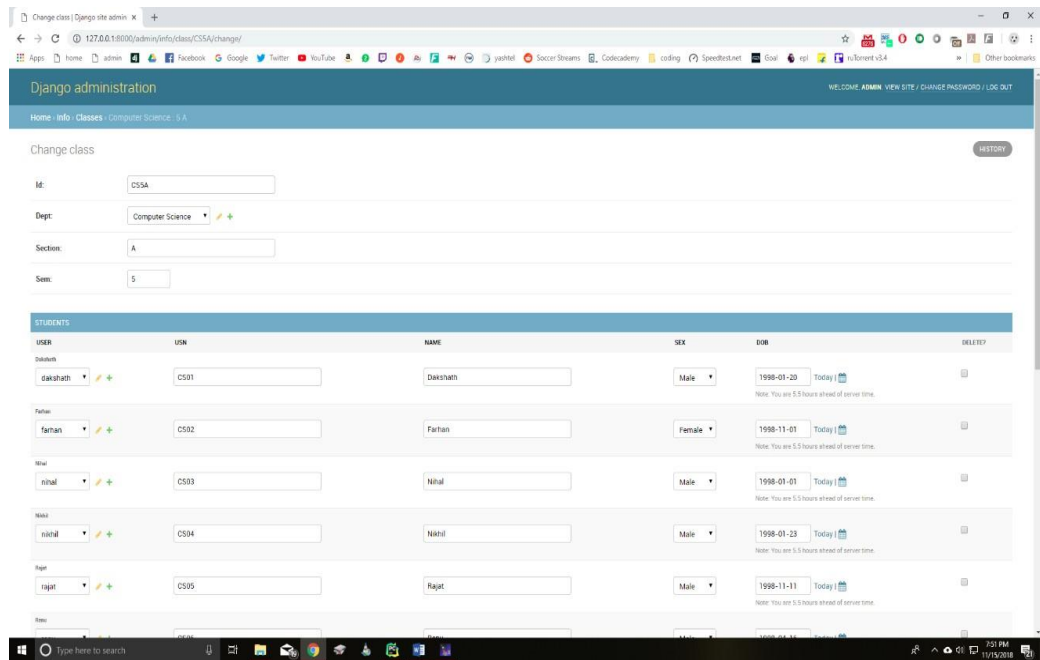 Change class | Django site admin
127.0.0.1:8000/admin/info/class/CS5A/change/
Apps home admin Facebook Google Twitter YouTube yashtel Soccer Streams Codecademy coding Speedtest.net Goal epl ruTorrent v3.4 Other bookmarks
Django administration
WELCOME, ADMIN. VIEW SITE / CHANGE PASSWORD / LOG OUT
Home › Info › Classes › Computer Science : 5 A
Change class
HISTORY
Id: CS5A
Dept: Computer Science
Section: A
Sem: 5
STUDENTS
USER USN NAME SEX DOB DELETE?
Dakshath
dakshath CS01 Dakshath Male 1998-01-20 Today |
Note: You are 5.5 hours ahead of server time.
Farhan
farhan CS02 Farhan Female 1998-11-01 Today |
Note: You are 5.5 hours ahead of server time.
Nihal
nihal CS03 Nihal Male 1998-01-01 Today |
Note: You are 5.5 hours ahead of server time.
Nikhil
nikhil CS04 Nikhil Male 1998-01-23 Today |
Note: You are 5.5 hours ahead of server time.
Rajat
rajat CS05 Rajat Male 1998-11-11 Today |
Note: You are 5.5 hours ahead of server time.
Renu
Type here to search
7:51 PM
11/15/2018